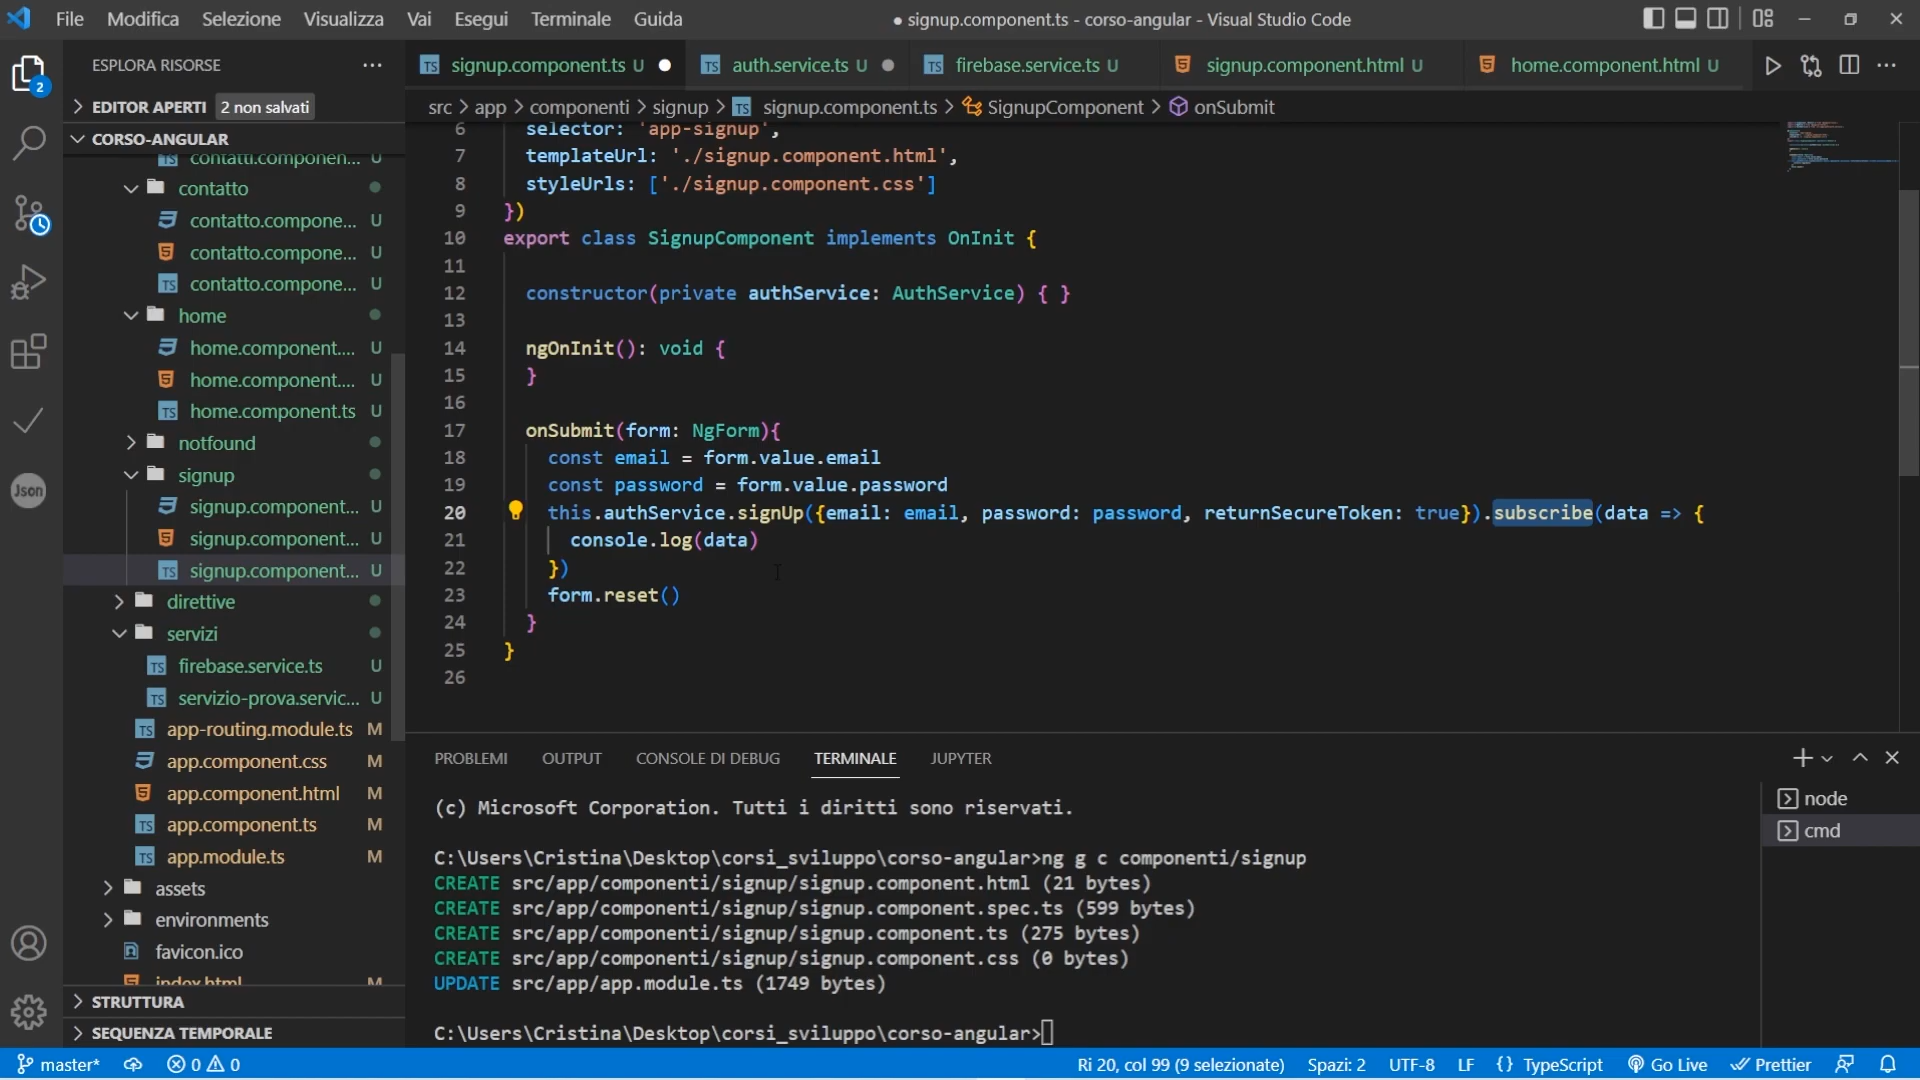 File Modifica Selezione Visualizza Vai Esegui Terminale Guida
● signup.component.ts - corso-angular - Visual Studio Code
ESPLORA RISORSE ...
2
EDITOR APERTI 2 non salvati
CORSO-ANGULAR
contatti.componen... U
contatto
contatto.compone... U
contatto.compone... U
contatto.compone... U
home
home.component.... U
home.component.... U
home.component.ts U
notfound
signup
signup.component... U
signup.component... U
signup.component... U
direttive
servizi
firebase.service.ts U
servizio-prova.servic... U
app-routing.module.ts M
app.component.css M
app.component.html M
app.component.ts M
app.module.ts M
assets
environments
favicon.ico
index.html M
STRUTTURA
SEQUENZA TEMPORALE
Json
TS signup.component.ts U
TS auth.service.ts U
TS firebase.service.ts U
signup.component.html U
home.component.html U
src > app > componenti > signup > TS signup.component.ts > SignupComponent > onSubmit
6 selector: 'app-signup',
7 templateUrl: './signup.component.html',
8 styleUrls: ['./signup.component.css']
9 })
10 export class SignupComponent implements OnInit {
11
12 constructor(private authService: AuthService) { }
13
14 ngOnInit(): void {
15 }
16
17 onSubmit(form: NgForm){
18 const email = form.value.email
19 const password = form.value.password
20 this.authService.signUp({email: email, password: password, returnSecureToken: true}).subscribe(data => {
21 console.log(data)
22 })
23 form.reset()
24 }
25 }
26
PROBLEMI OUTPUT CONSOLE DI DEBUG TERMINALE JUPYTER
(c) Microsoft Corporation. Tutti i diritti sono riservati.
C:\Users\Cristina\Desktop\corsi_sviluppo\corso-angular>ng g c componenti/signup
CREATE src/app/componenti/signup/signup.component.html (21 bytes)
CREATE src/app/componenti/signup/signup.component.spec.ts (599 bytes)
CREATE src/app/componenti/signup/signup.component.ts (275 bytes)
CREATE src/app/componenti/signup/signup.component.css (0 bytes)
UPDATE src/app/app.module.ts (1749 bytes)
C:\Users\Cristina\Desktop\corsi_sviluppo\corso-angular>
node
cmd
master* 0 0
Ri 20, col 99 (9 selezionate) Spazi: 2 UTF-8 LF {} TypeScript Go Live Prettier